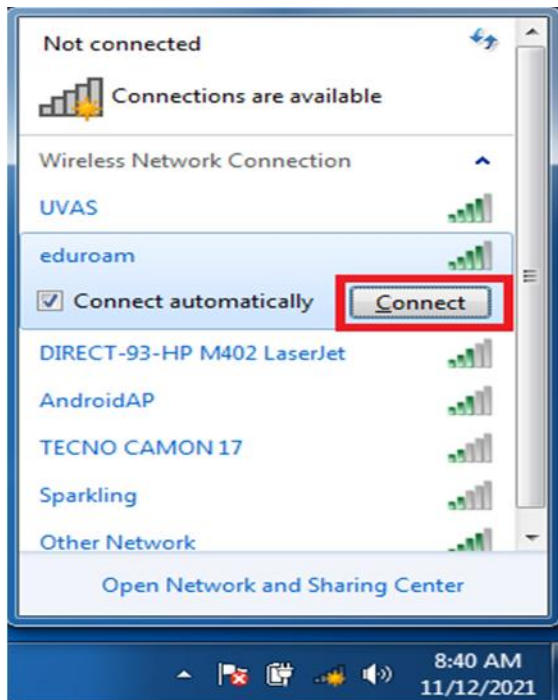 Not connected
Connections are available
Wireless Network Connection
UVAS
eduroam
Connect automatically Connect
DIRECT-93-HP M402 LaserJet
AndroidAP
TECNO CAMON 17
Sparkling
Other Network
Open Network and Sharing Center
8:40 AM
11/12/2021